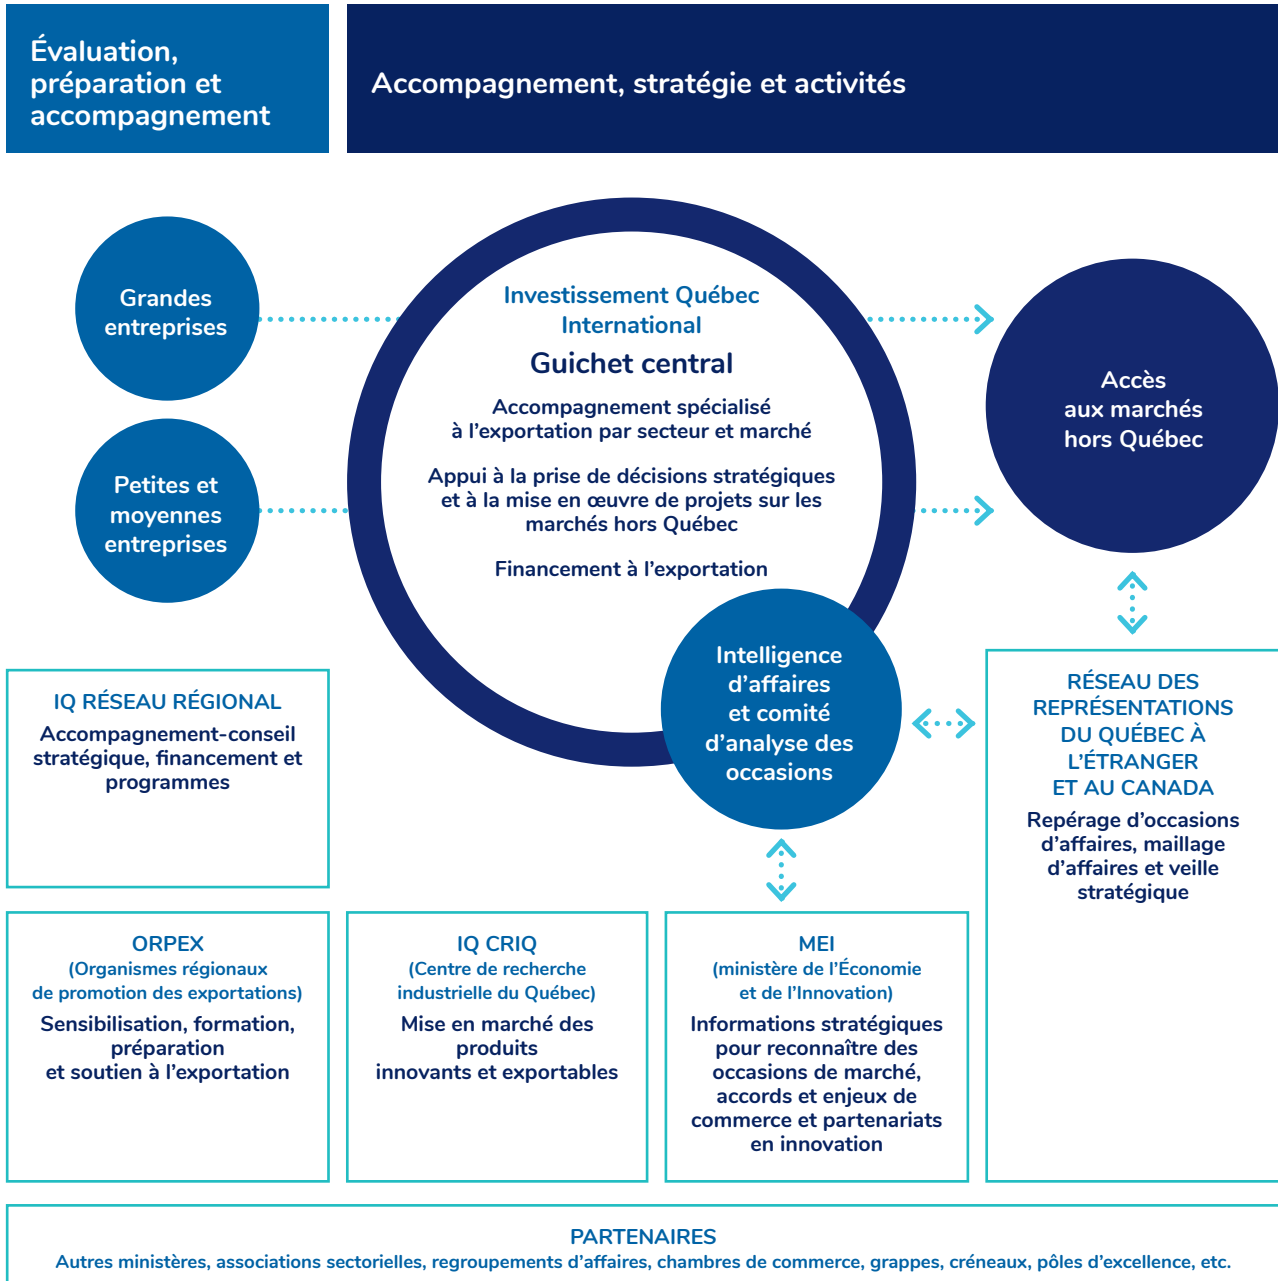 Évaluation,
préparation et
accompagnement
Accompagnement, stratégie et activités
Grandes
entreprises
Petites et
moyennes
entreprises
Investissement Québec
International
Guichet central
Accompagnement spécialisé
à l’exportation par secteur et marché
Appui à la prise de décisions stratégiques
et à la mise en œuvre de projets sur les
marchés hors Québec
Financement à l’exportation
Intelligence
d’affaires
et comité
d’analyse des
occasions
Accès
aux marchés
hors Québec
IQ RÉSEAU RÉGIONAL
Accompagnement-conseil
stratégique, financement et
programmes
RÉSEAU DES
REPRÉSENTATIONS
DU QUÉBEC À
L’ÉTRANGER
ET AU CANADA
Repérage d’occasions
d’affaires, maillage
d’affaires et veille
stratégique
ORPEX
(Organismes régionaux
de promotion des exportations)
Sensibilisation, formation,
préparation
et soutien à l’exportation
IQ CRIQ
(Centre de recherche
industrielle du Québec)
Mise en marché des
produits
innovants et exportables
MEI
(ministère de l’Économie
et de l’Innovation)
Informations stratégiques
pour reconnaître des
occasions de marché,
accords et enjeux de
commerce et partenariats
en innovation
PARTENAIRES
Autres ministères, associations sectorielles, regroupements d’affaires, chambres de commerce, grappes, créneaux, pôles d’excellence, etc.